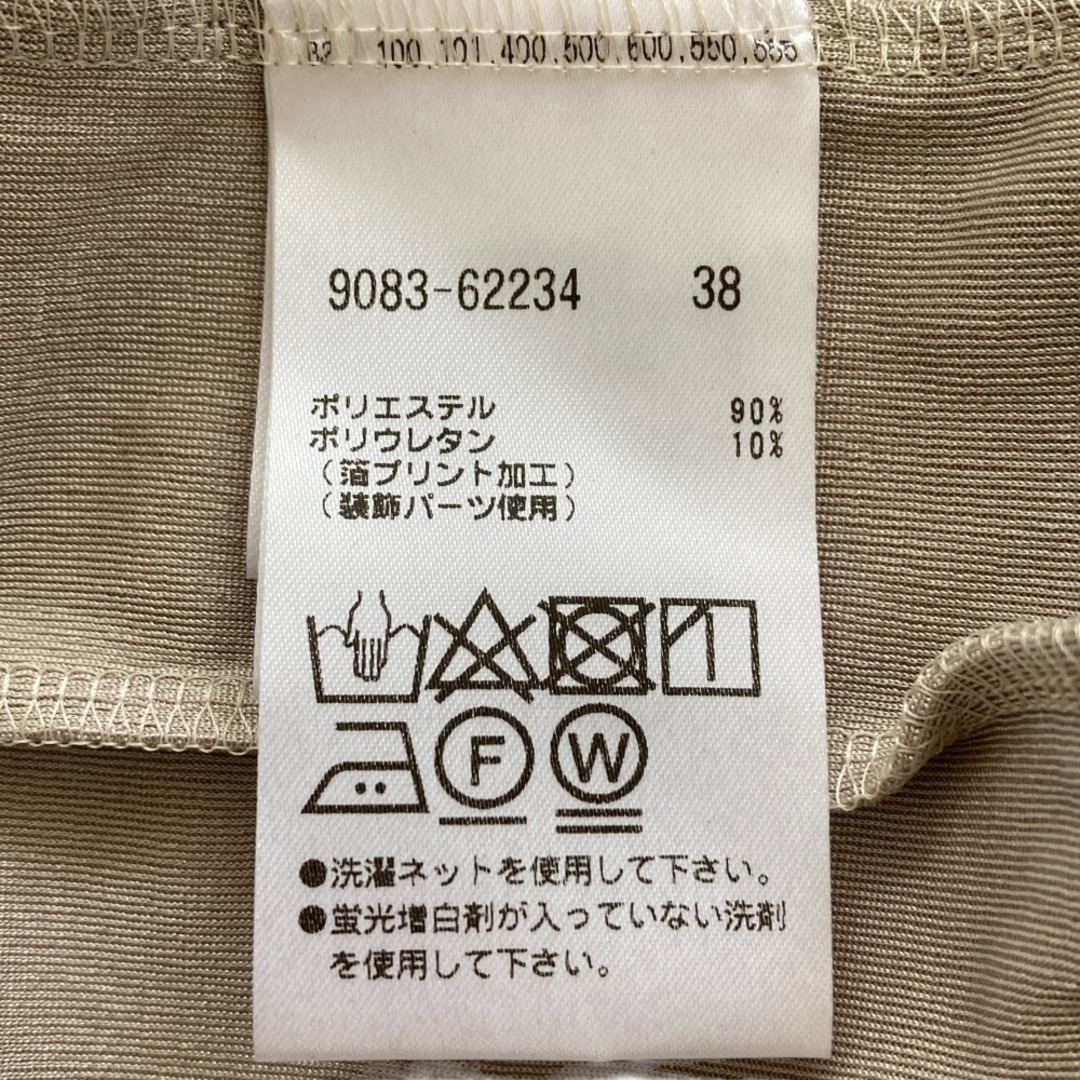 100,101,400,500,600,550,555
9083-62234 38
ポリエステル 90%
ポリウレタン 10%
(箔プリント加工)
(装飾パーツ使用)
F W
●洗濯ネットを使用して下さい。
●蛍光増白剤が入っていない洗剤
を使用して下さい。